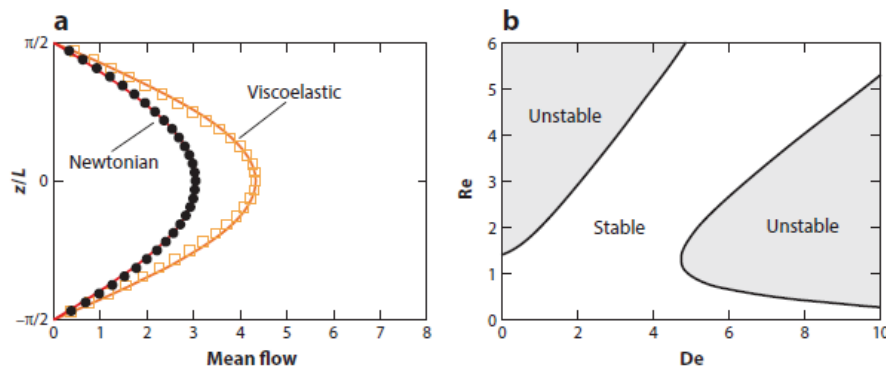 a
π/2
0
−π/2
z/L
Newtonian
Viscoelastic
0 1 2 3 4 5 6 7 8
Mean flow
b
6
5
4
3
2
1
0
Re
Unstable
Stable
Unstable
0 2 4 6 8 10
De